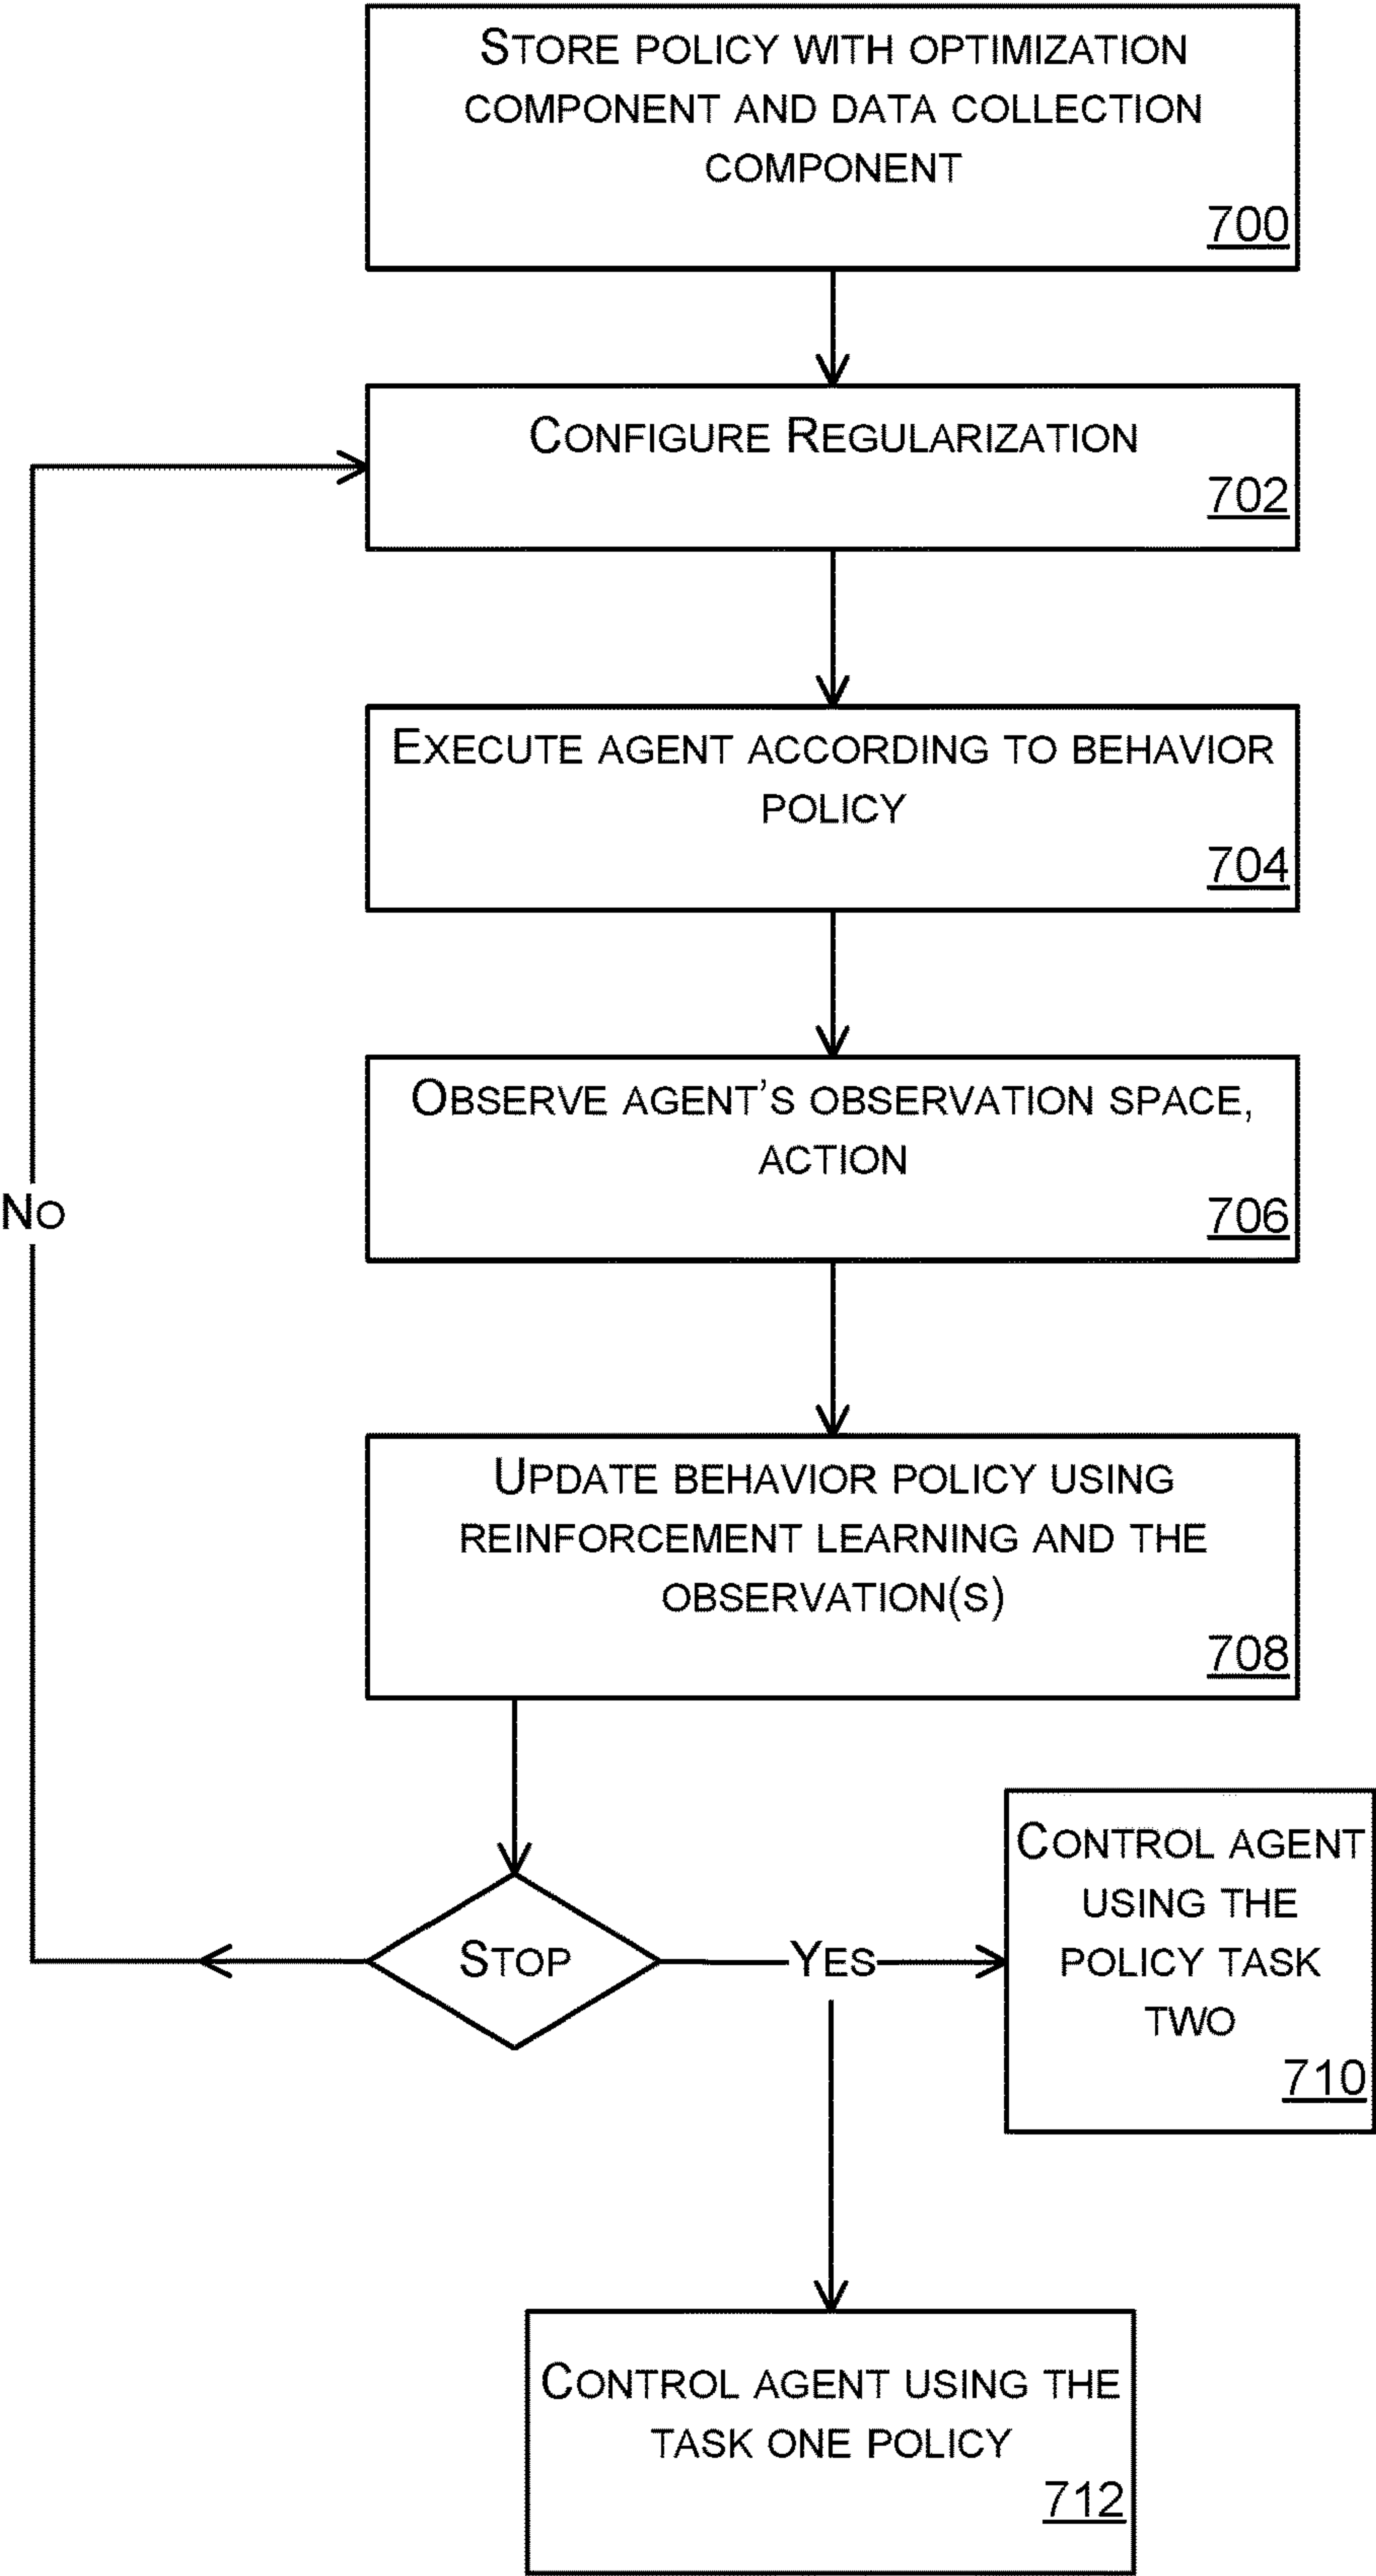 STORE POLICY WITH OPTIMIZATION
COMPONENT AND DATA COLLECTION
COMPONENT
700
CONFIGURE REGULARIZATION
702
EXECUTE AGENT ACCORDING TO BEHAVIOR
POLICY
704
OBSERVE AGENT'S OBSERVATION SPACE,
ACTION
706
NO
UPDATE BEHAVIOR POLICY USING
REINFORCEMENT LEARNING AND THE
OBSERVATION(S)
708
STOP
YES
CONTROL AGENT
USING THE
POLICY TASK
TWO
710
CONTROL AGENT USING THE
TASK ONE POLICY
712